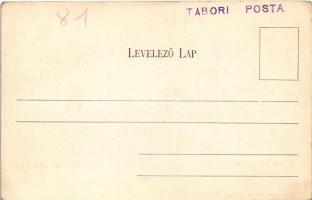 81
TÁBORI POSTA
LEVELEZŐ LAP